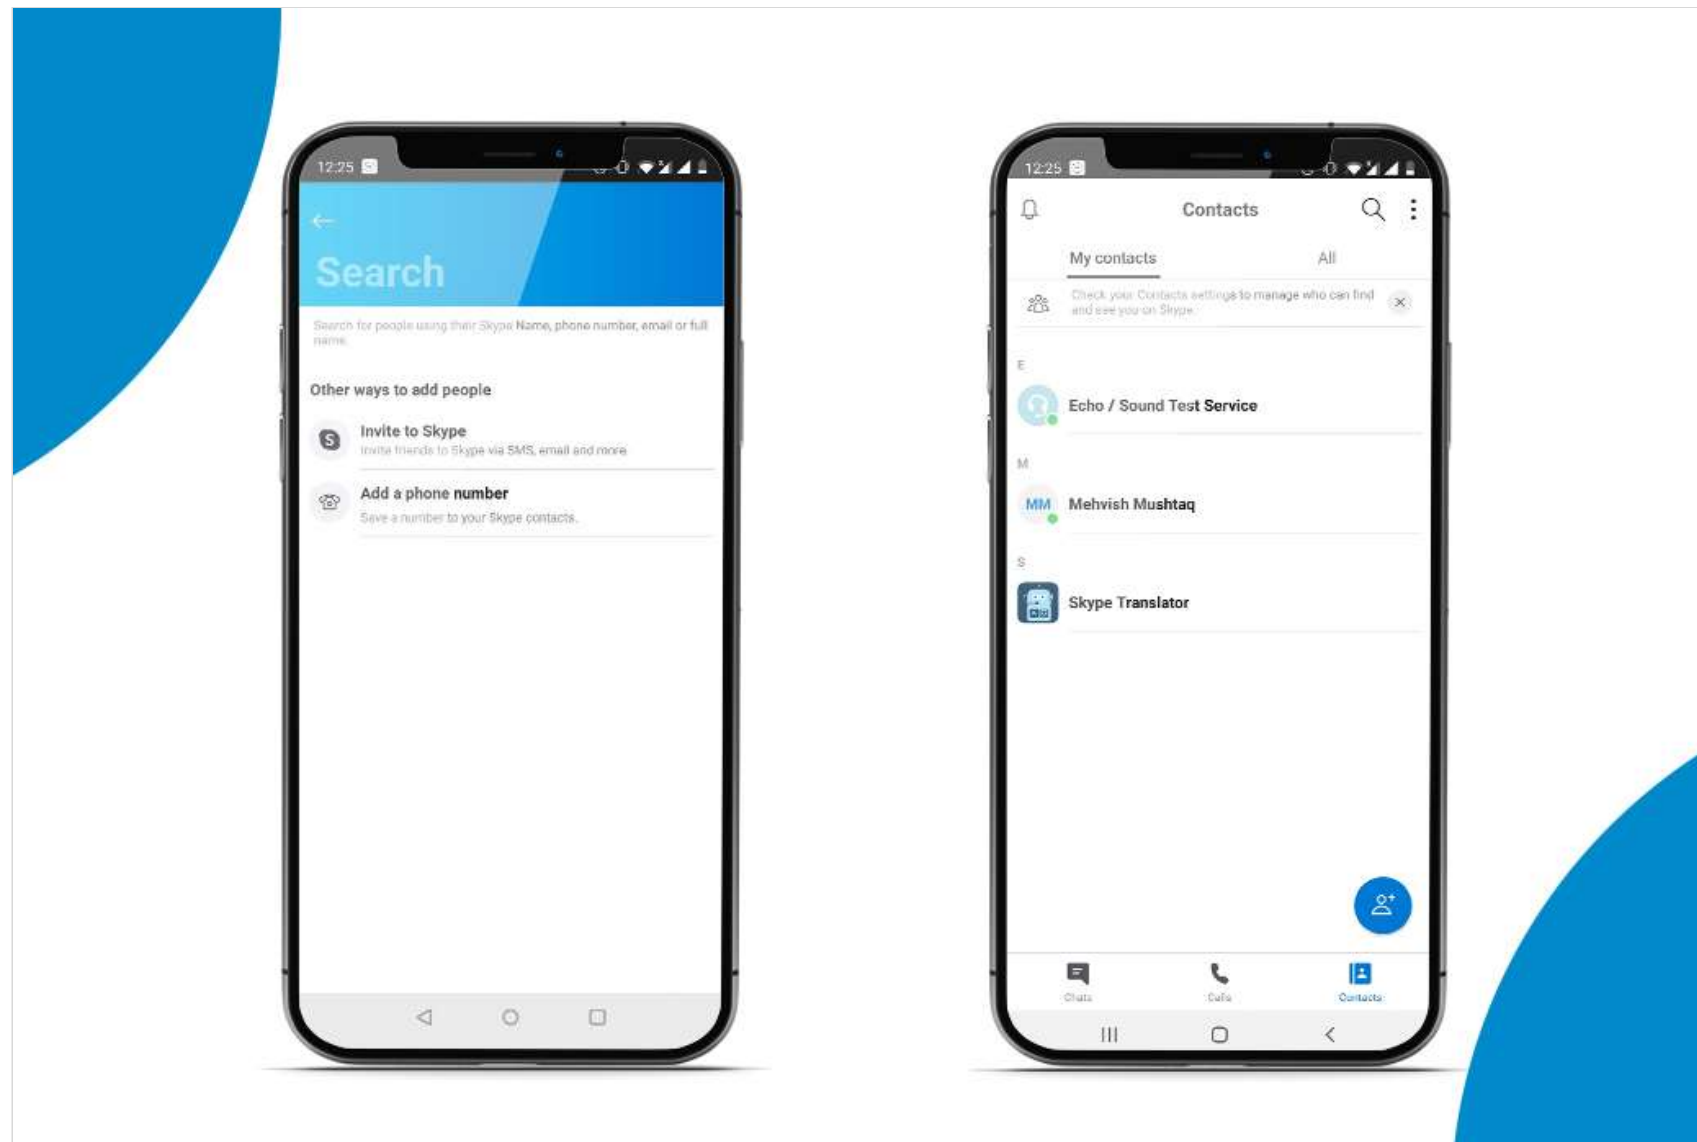 12:25
Search
Search for people using their Skype Name, phone number, email or full
name.
Other ways to add people
Invite to Skype
Invite friends to Skype via SMS, email and more
Add a phone number
Save a number to your Skype contacts.
12:25
Contacts
My contacts
All
Check your Contacts settings to manage who can find
and see you on Skype.
E
Echo / Sound Test Service
M
MM
Mehvish Mushtaq
S
Skype Translator
Chats
Calls
Contacts